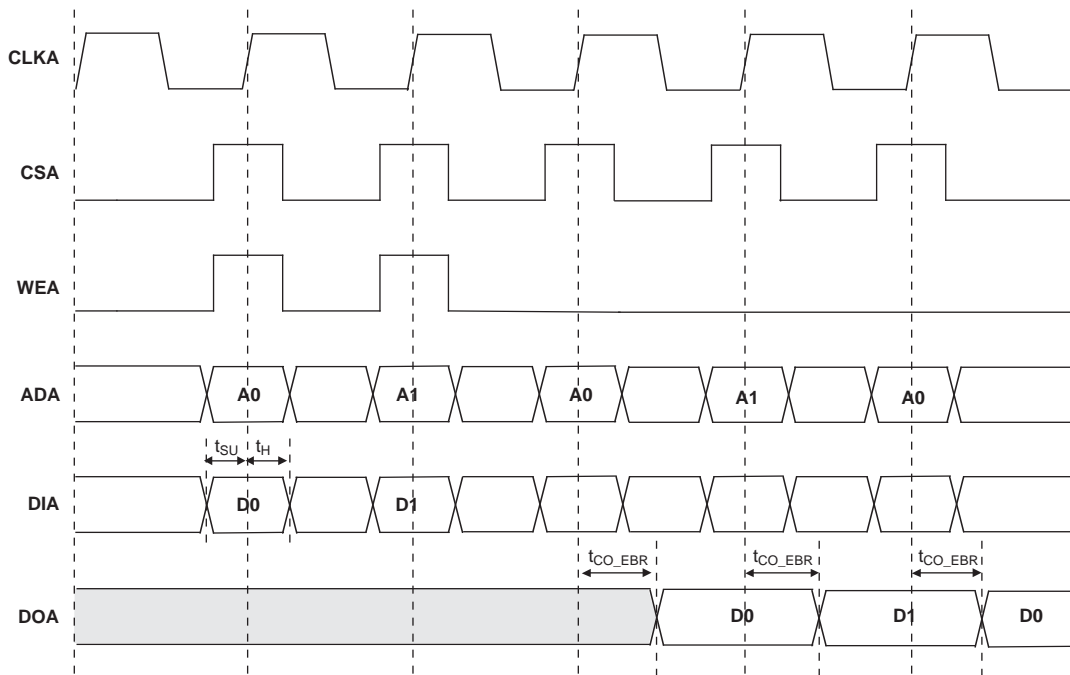 CLKA
CSA
WEA
ADA A0 A1 A0 A1 A0
tSU tH
DIA D0 D1
tCO_EBR tCO_EBR tCO_EBR
DOA D0 D1 D0